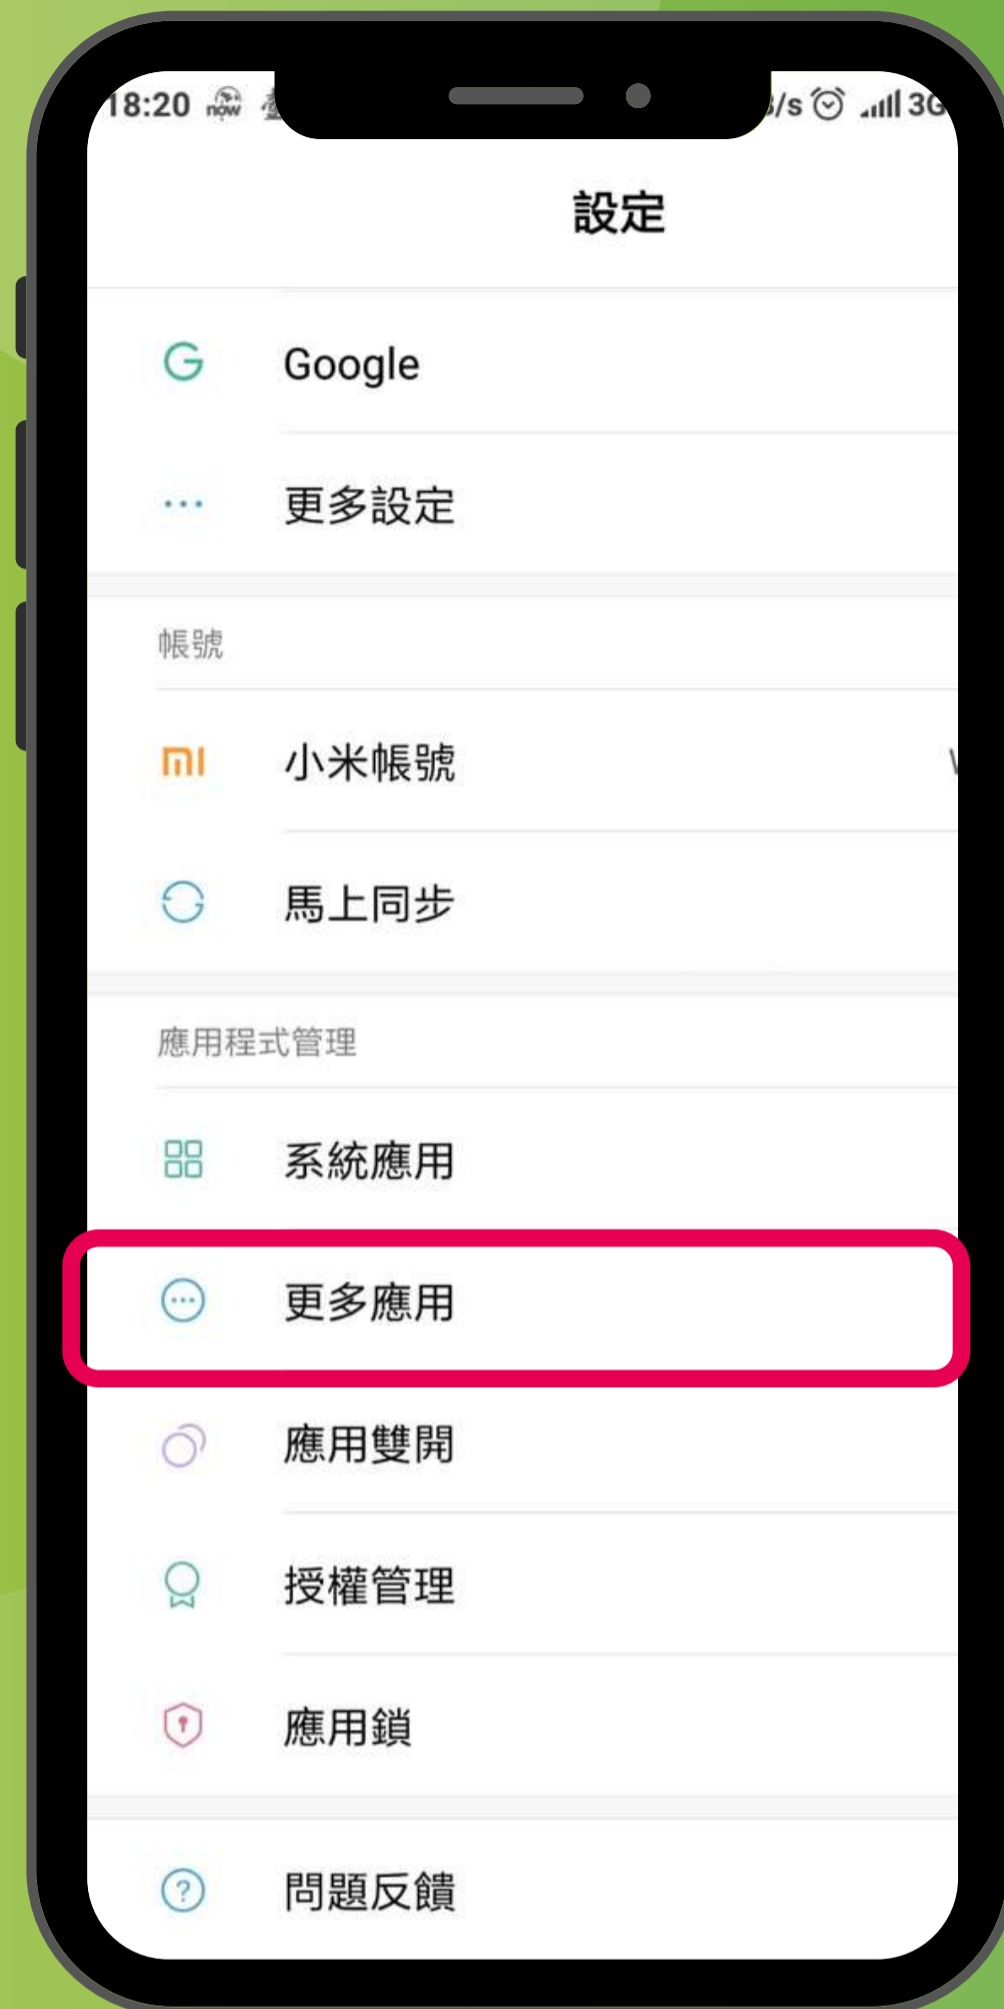 18:20 now
/s 3G
設定
Google
更多設定
帳號
小米帳號
馬上同步
應用程式管理
系統應用
更多應用
應用雙開
授權管理
應用鎖
問題反饋